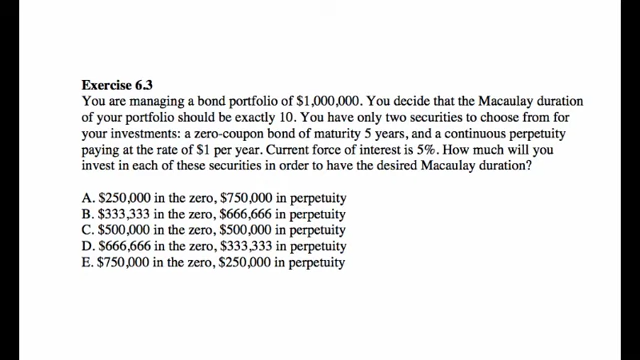 Exercise 6.3
You are managing a bond portfolio of $1,000,000. You decide that the Macaulay duration
of your portfolio should be exactly 10. You have only two securities to choose from for
your investments: a zero-coupon bond of maturity 5 years, and a continuous perpetuity
paying at the rate of $1 per year. Current force of interest is 5%. How much will you
invest in each of these securities in order to have the desired Macaulay duration?
A. $250,000 in the zero, $750,000 in perpetuity
B. $333,333 in the zero, $666,666 in perpetuity
C. $500,000 in the zero, $500,000 in perpetuity
D. $666,666 in the zero, $333,333 in perpetuity
E. $750,000 in the zero, $250,000 in perpetuity